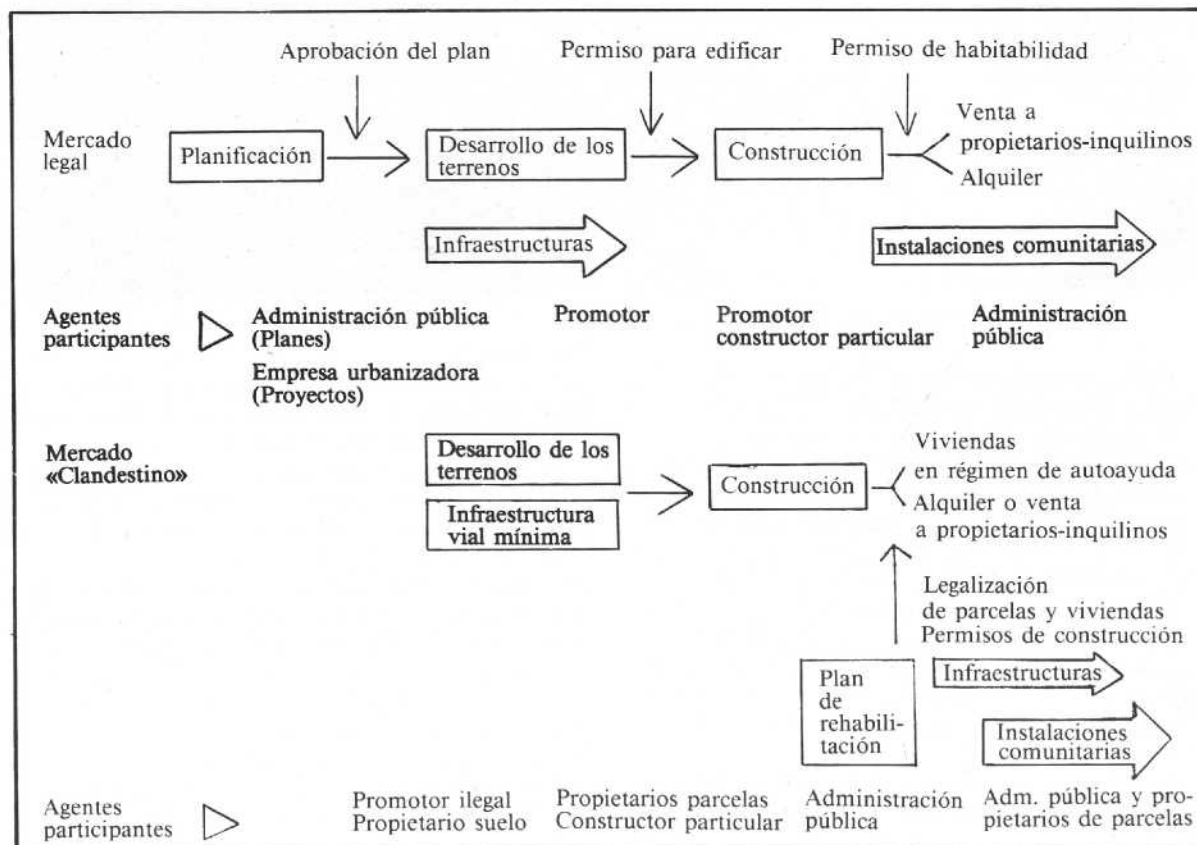 Aprobación del plan
Permiso para edificar
Permiso de habitabilidad
Mercado
legal
Planificación
Desarrollo de los
terrenos
Construcción
Venta a
propietarios-inquilinos
Alquiler
Infraestructuras
Instalaciones comunitarias
Agentes
participantes
Administración pública
(Planes)
Empresa urbanizadora
(Proyectos)
Promotor
Promotor
constructor particular
Administración
pública
Mercado
«Clandestino»
Desarrollo de los
terrenos
Infraestructura
vial mínima
Construcción
Viviendas
en régimen de autoayuda
Alquiler o venta
a propietarios-inquilinos
Legalización
de parcelas y viviendas
Permisos de construcción
Plan
de
rehabili-
tación
Infraestructuras
Instalaciones
comunitarias
Agentes
participantes
Promotor ilegal
Propietario suelo
Propietarios parcelas
Constructor particular
Administración
pública
Adm. pública y pro-
pietarios de parcelas